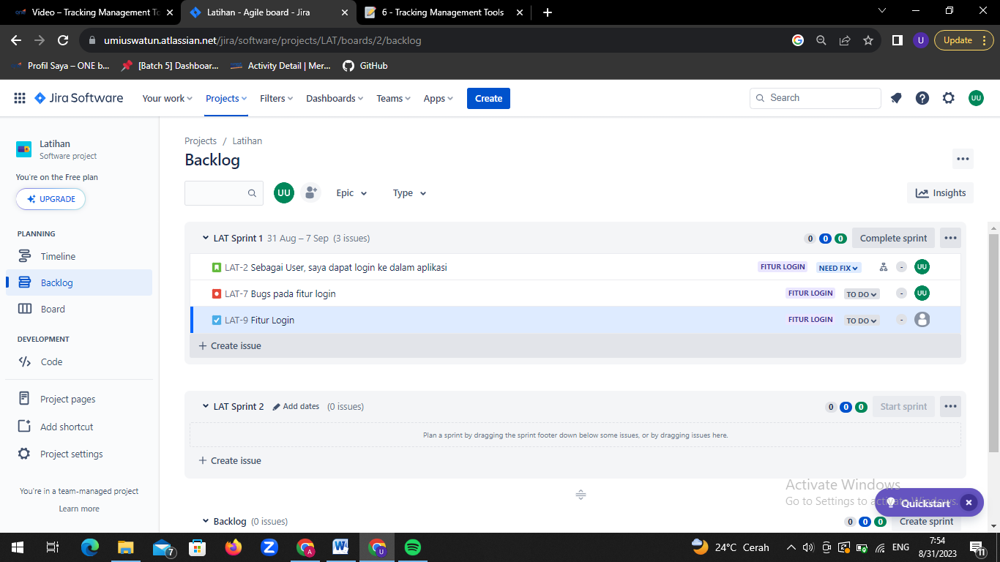 Video – Tracking Management To
Latihan - Agile board - Jira
6 - Tracking Management Tools
umiuswatun.atlassian.net/jira/software/projects/LAT/boards/2/backlog
U
Update
Profil Saya – ONE b...
[Batch 5] Dashboar...
Activity Detail | Mer...
GitHub
Jira Software
Your work
Projects
Filters
Dashboards
Teams
Apps
Create
Search
UU
Latihan
Software project
You're on the Free plan
UPGRADE
PLANNING
Timeline
Backlog
Board
DEVELOPMENT
Code
Project pages
Add shortcut
Project settings
You're in a team-managed project
Learn more
Projects / Latihan
Backlog
UU
Epic
Type
Insights
LAT Sprint 1 31 Aug – 7 Sep (3 issues) 0 0 0 Complete sprint
LAT-2 Sebagai User, saya dapat login ke dalam aplikasi FITUR LOGIN NEED FIX - UU
LAT-7 Bugs pada fitur login FITUR LOGIN TO DO - UU
LAT-9 Fitur Login FITUR LOGIN TO DO -
+ Create issue
LAT Sprint 2 Add dates (0 issues) 0 0 0 Start sprint
Plan a sprint by dragging the sprint footer down below some issues, or by dragging issues here.
+ Create issue
Activate Windows
Go to Settings to activate Windows.
Quickstart
Backlog (0 issues) 0 0 0 Create sprint
7
A
U
24°C Cerah
ENG
7:54
8/31/2023
11